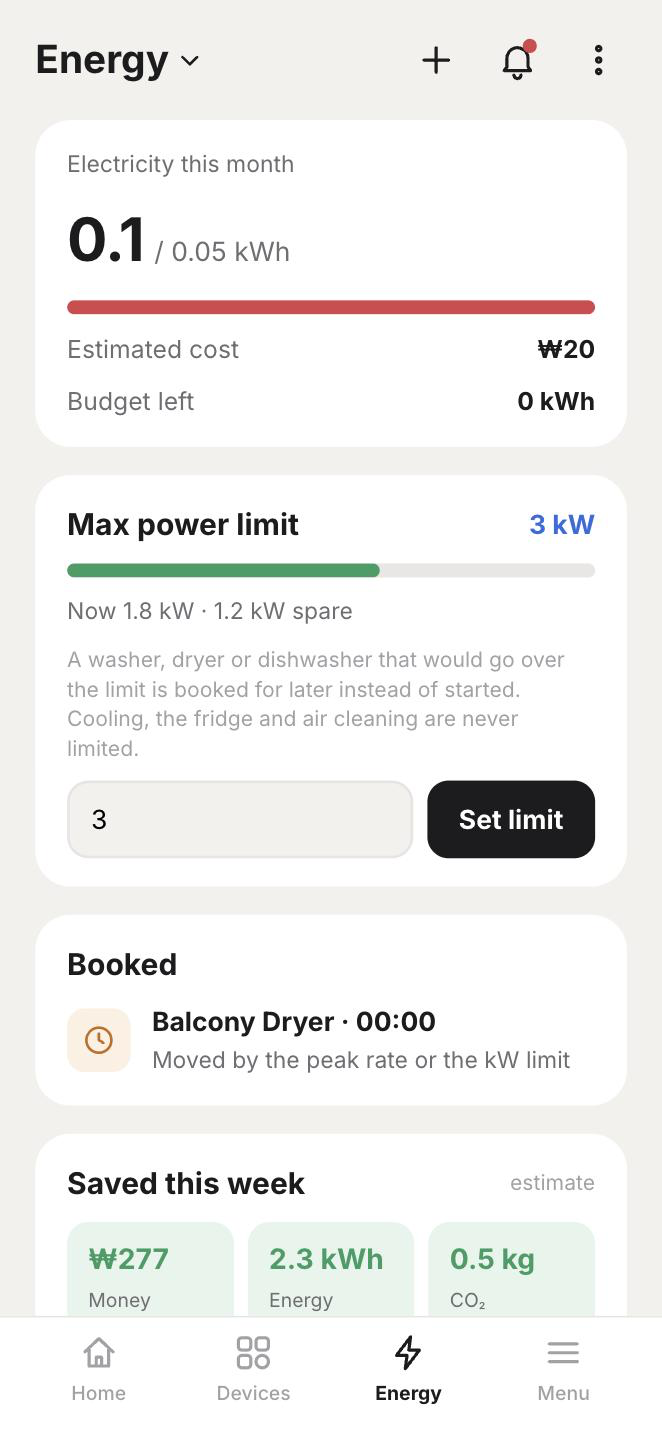 Energy
Electricity this month
0.1 / 0.05 kWh
Estimated cost ₩20
Budget left 0 kWh
Max power limit 3 kW
Now 1.8 kW · 1.2 kW spare
A washer, dryer or dishwasher that would go over
the limit is booked for later instead of started.
Cooling, the fridge and air cleaning are never
limited.
3 Set limit
Booked
Balcony Dryer · 00:00
Moved by the peak rate or the kW limit
Saved this week estimate
₩277 2.3 kWh 0.5 kg
Money Energy CO₂
Home Devices Energy Menu